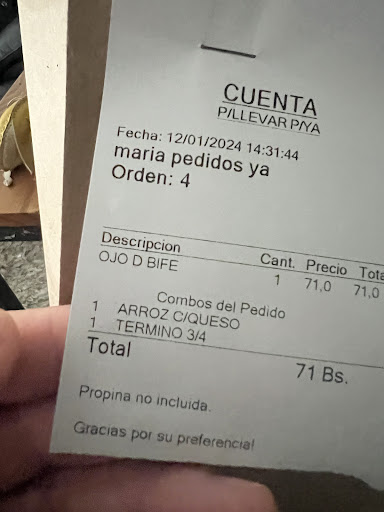 CUENTA
P/LLEVAR P/YA
Fecha: 12/01/2024 14:31:44
maria pedidos ya
Orden: 4
Descripcion Cant. Precio Tota
OJO D BIFE 1 71,0 71,0
Combos del Pedido
1 ARROZ C/QUESO
1 TERMINO 3/4
Total 71 Bs.
Propina no incluida.
Gracias por su preferencia!